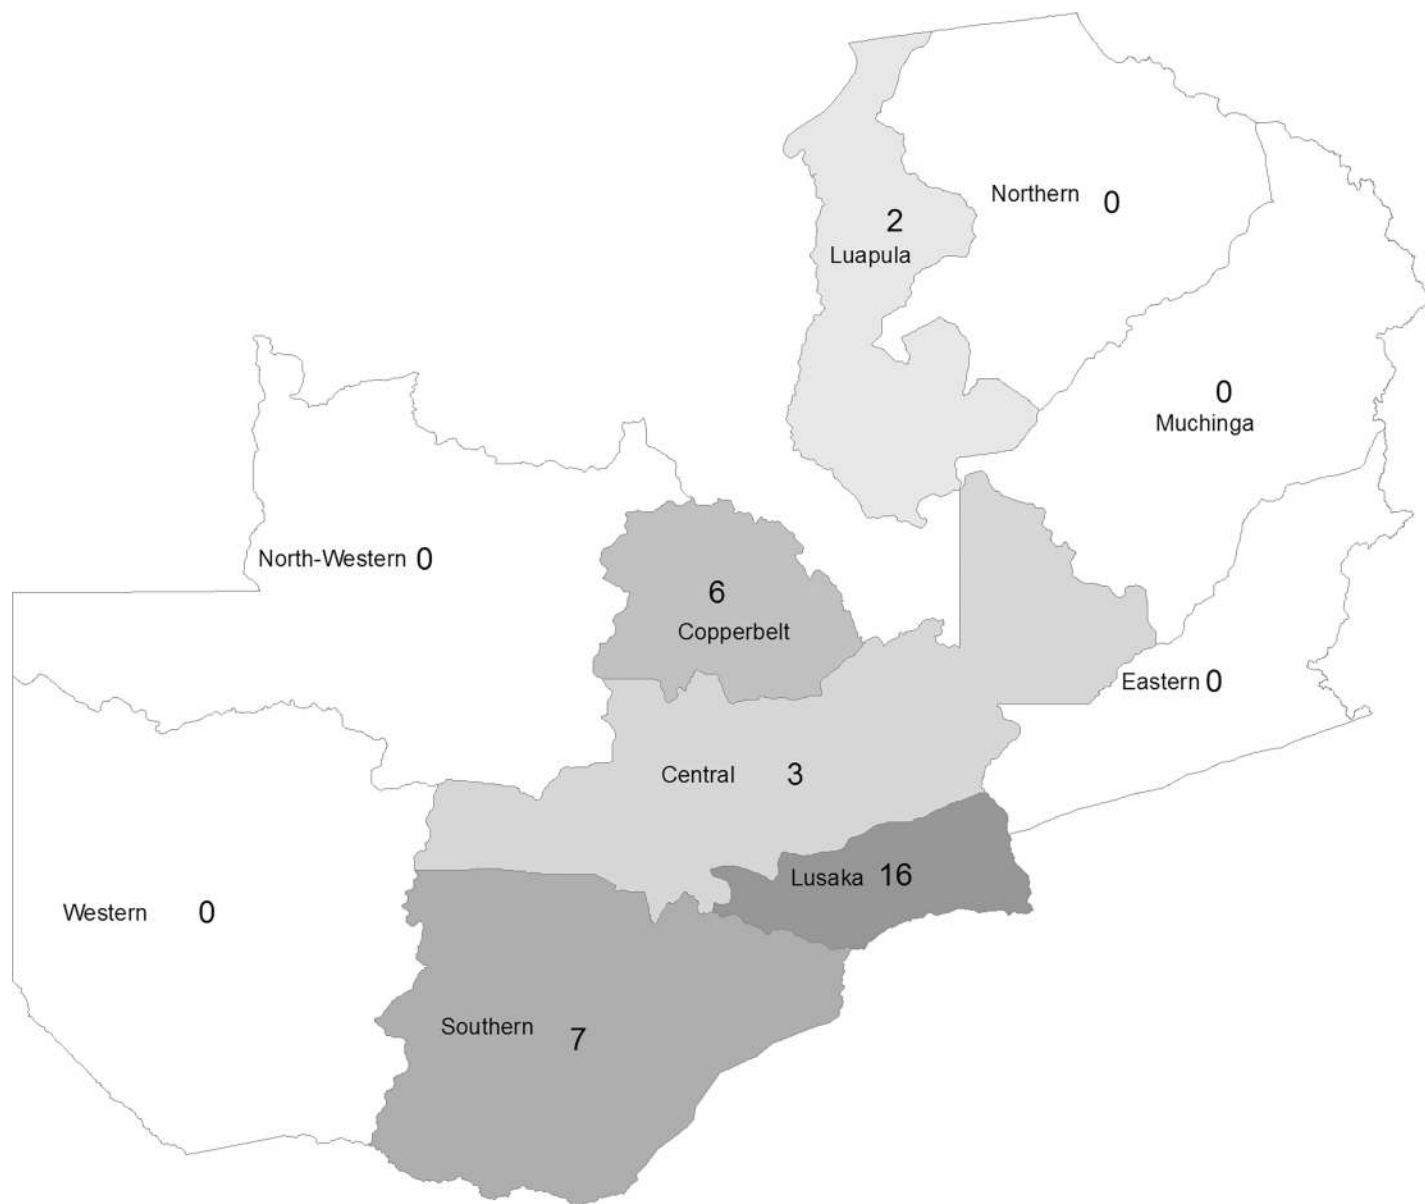 Northern 0
2
Luapula
0
Muchinga
North-Western 0
6
Copperbelt
Eastern 0
Central 3
Lusaka 16
Western 0
Southern 7